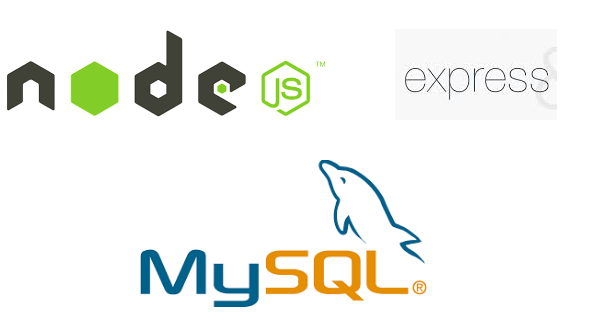 node JS ™
express
MySQL®